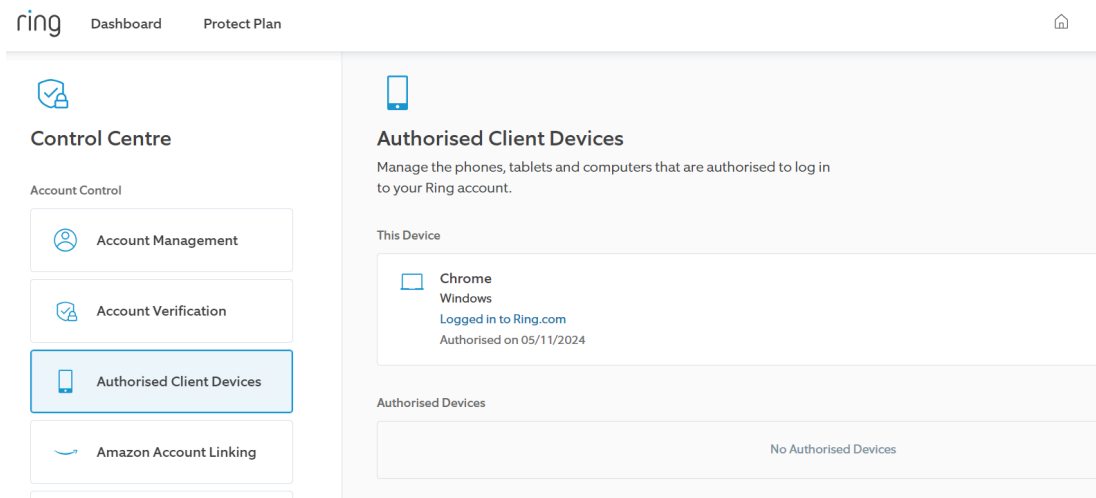 ring
Dashboard
Protect Plan
Control Centre
Account Control
Account Management
Account Verification
Authorised Client Devices
Amazon Account Linking
Authorised Client Devices
Manage the phones, tablets and computers that are authorised to log in
to your Ring account.
This Device
Chrome
Windows
Logged in to Ring.com
Authorised on 05/11/2024
Authorised Devices
No Authorised Devices